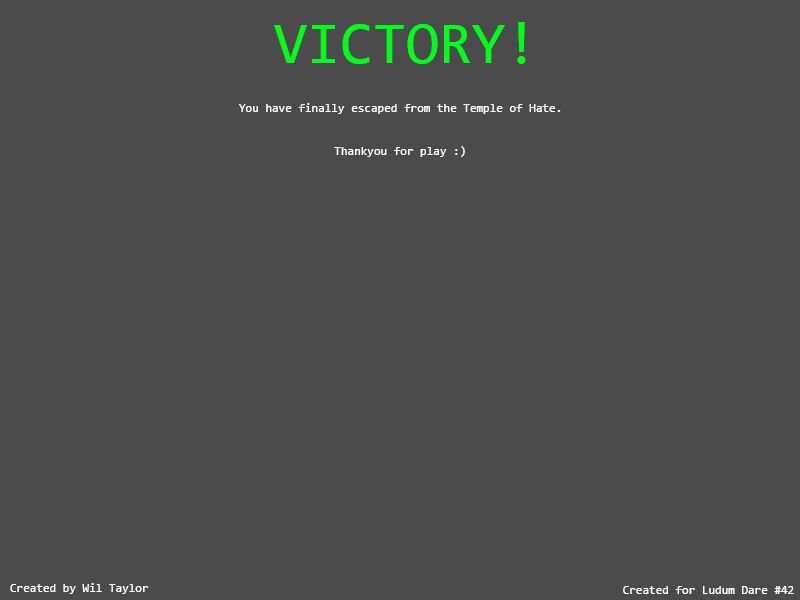 VICTORY!
You have finally escaped from the Temple of Hate.
Thankyou for play :)
Created by Wil Taylor
Created for Ludum Dare #42